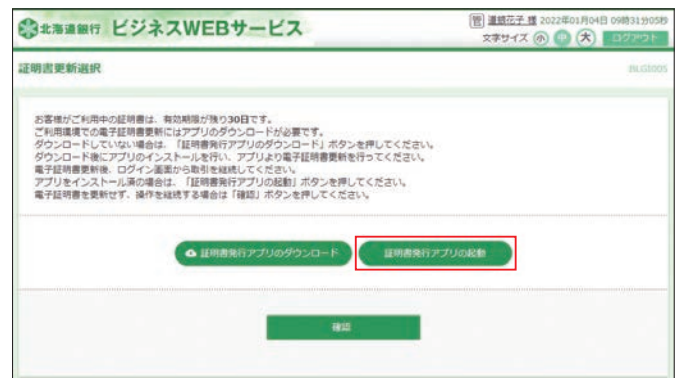 北海道銀行 ビジネスWEBサービス
管 道銀花子 様 2022年01月04日 09時31分05秒
文字サイズ 小 中 大 ログアウト
証明書更新選択
BLGI005
お客様がご利用中の証明書は、有効期限が残り30日です。
ご利用環境での電子証明書更新にはアプリのダウンロードが必要です。
ダウンロードしていない場合は、「証明書発行アプリのダウンロード」ボタンを押してください。
ダウンロード後にアプリのインストールを行い、アプリより電子証明書更新を行ってください。
電子証明書更新後、ログイン画面から取引を継続してください。
アプリをインストール済の場合は、「証明書発行アプリの起動」ボタンを押してください。
電子証明書を更新せず、操作を継続する場合は「確認」ボタンを押してください。
証明書発行アプリのダウンロード
証明書発行アプリの起動
確認